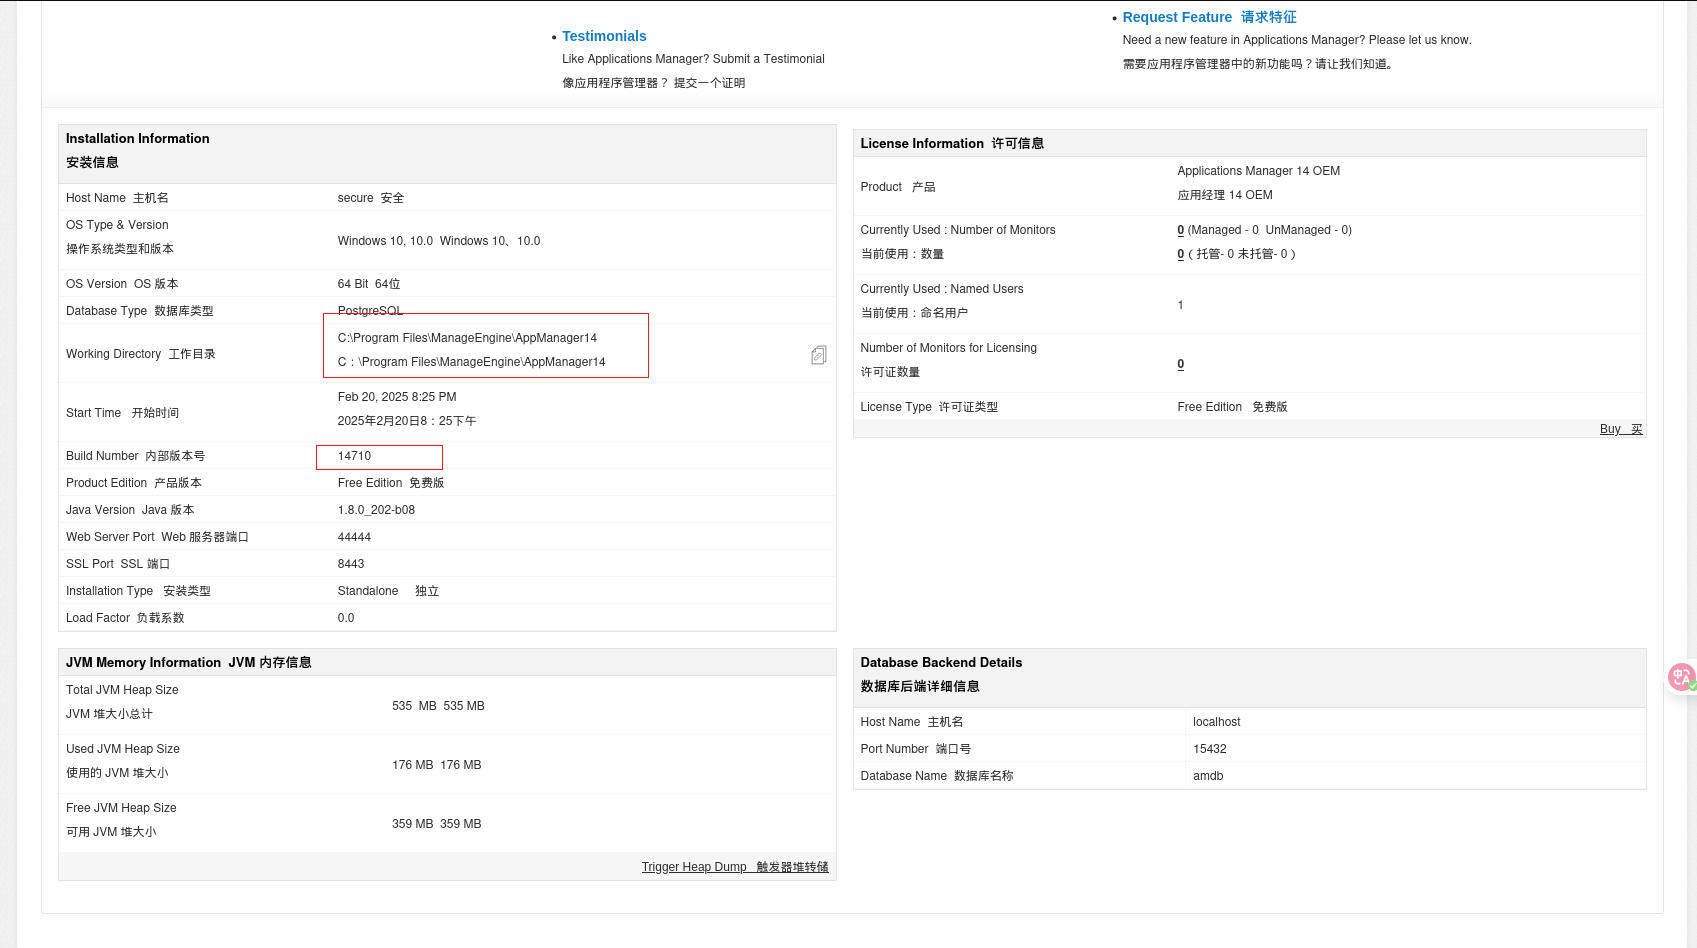 Testimonials
Like Applications Manager? Submit a Testimonial
像应用程序管理器？ 提交一个证明
Request Feature 请求特征
Need a new feature in Applications Manager? Please let us know.
需要应用程序管理器中的新功能吗？请让我们知道。
Installation Information
安装信息
Host Name 主机名 secure 安全
OS Type & Version
操作系统类型和版本
Windows 10, 10.0 Windows 10、10.0
OS Version OS 版本 64 Bit 64位
Database Type 数据库类型 PostgreSQL
Working Directory 工作目录
C:\Program Files\ManageEngine\AppManager14
C：\Program Files\ManageEngine\AppManager14
Start Time 开始时间
Feb 20, 2025 8:25 PM
2025年2月20日8：25下午
Build Number 内部版本号 14710
Product Edition 产品版本 Free Edition 免费版
Java Version Java 版本 1.8.0_202-b08
Web Server Port Web 服务器端口 44444
SSL Port SSL 端口 8443
Installation Type 安装类型 Standalone 独立
Load Factor 负载系数 0.0
License Information 许可信息
Product 产品
Applications Manager 14 OEM
应用经理 14 OEM
Currently Used : Number of Monitors
当前使用：数量
0 (Managed - 0 UnManaged - 0)
0（托管- 0 未托管- 0 ）
Currently Used : Named Users
当前使用：命名用户
1
Number of Monitors for Licensing
许可证数量
0
License Type 许可证类型 Free Edition 免费版
Buy 买
JVM Memory Information JVM 内存信息
Total JVM Heap Size
JVM 堆大小总计
535 MB 535 MB
Used JVM Heap Size
使用的 JVM 堆大小
176 MB 176 MB
Free JVM Heap Size
可用 JVM 堆大小
359 MB 359 MB
Trigger Heap Dump 触发器堆转储
Database Backend Details
数据库后端详细信息
Host Name 主机名 localhost
Port Number 端口号 15432
Database Name 数据库名称 amdb